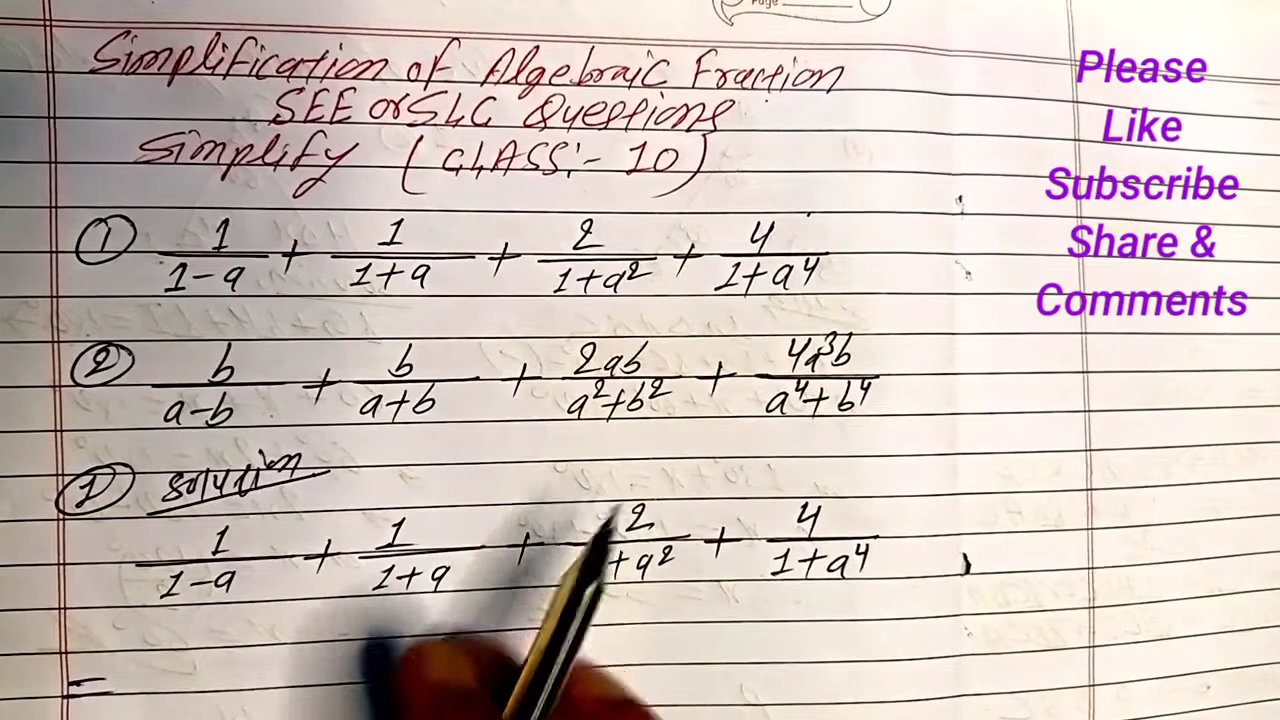 Page
Simplification of Algebraic Fraction
SEE or SLC Questions
Simplify (CLASS:- 10)
① 1/(1-a) + 1/(1+a) + 2/(1+a²) + 4/(1+a⁴)
② b/(a-b) + b/(a+b) + 2ab/(a²+b²) + 4a³b/(a⁴+b⁴)
① solution
1/(1-a) + 1/(1+a) + 2/+a² + 4/(1+a⁴)
=
Please
Like
Subscribe
Share &
Comments